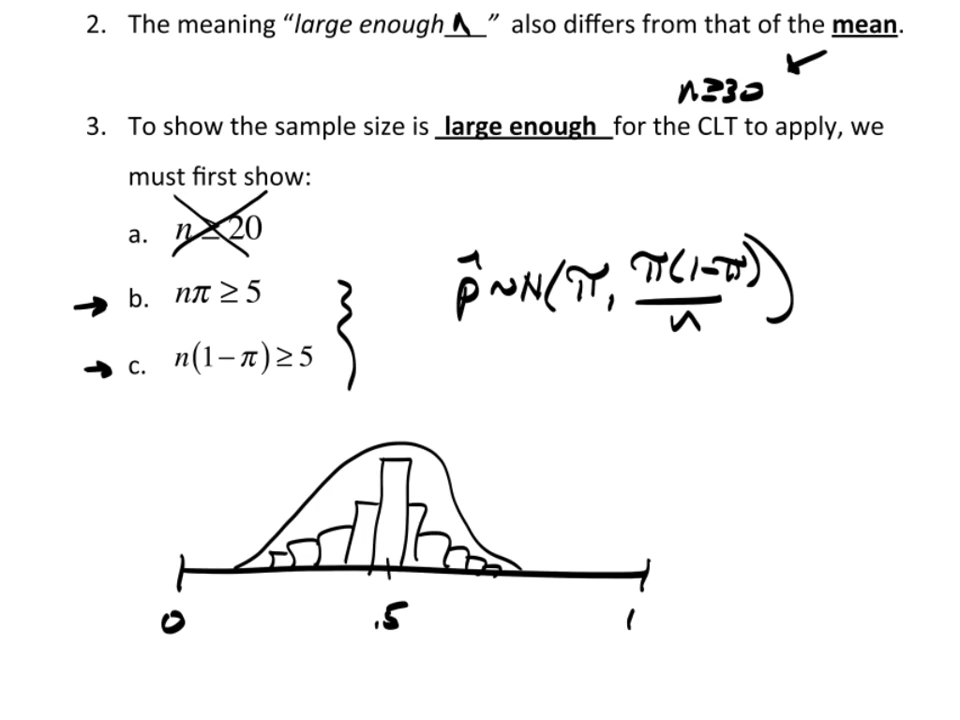 2. The meaning “large enough n ” also differs from that of the mean.
n≥30
3. To show the sample size is large enough for the CLT to apply, we
must first show:
a. n ≥ 20
b. nπ ≥ 5
c. n(1−π) ≥ 5
p̂ ~ N(π, π(1-π)/n)
0 .5 1